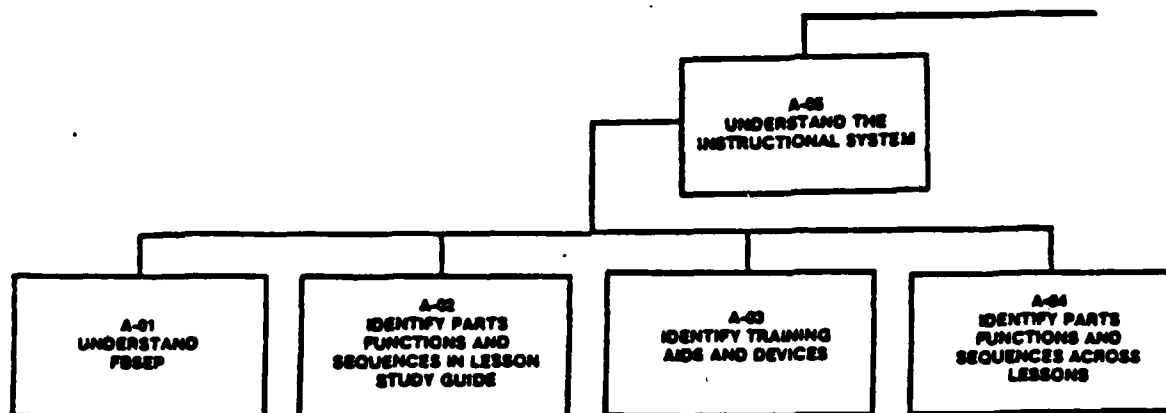 A-05
UNDERSTAND THE
INSTRUCTIONAL SYSTEM
A-01
UNDERSTAND
FBSEP
A-02
IDENTIFY PARTS
FUNCTIONS AND
SEQUENCES IN LESSON
STUDY GUIDE
A-03
IDENTIFY TRAINING
AIDS AND DEVICES
A-04
IDENTIFY PARTS
FUNCTIONS AND
SEQUENCES ACROSS
LESSONS